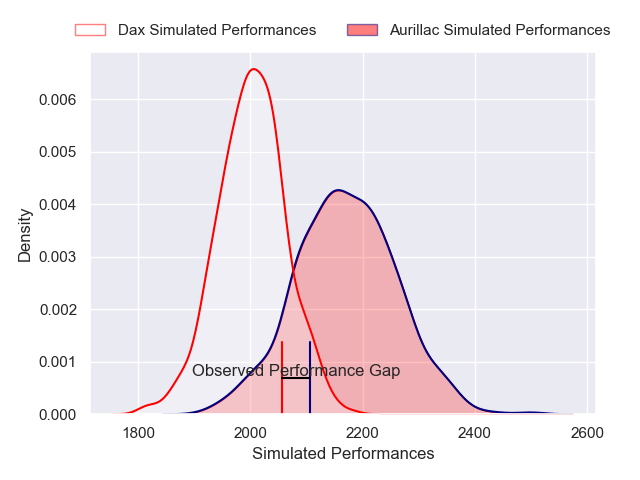 Dax Simulated Performances
Aurillac Simulated Performances
0.006
0.005
0.004
0.003
0.002
0.001
0.000
Density
Observed Performance Gap
1800 2000 2200 2400 2600
Simulated Performances